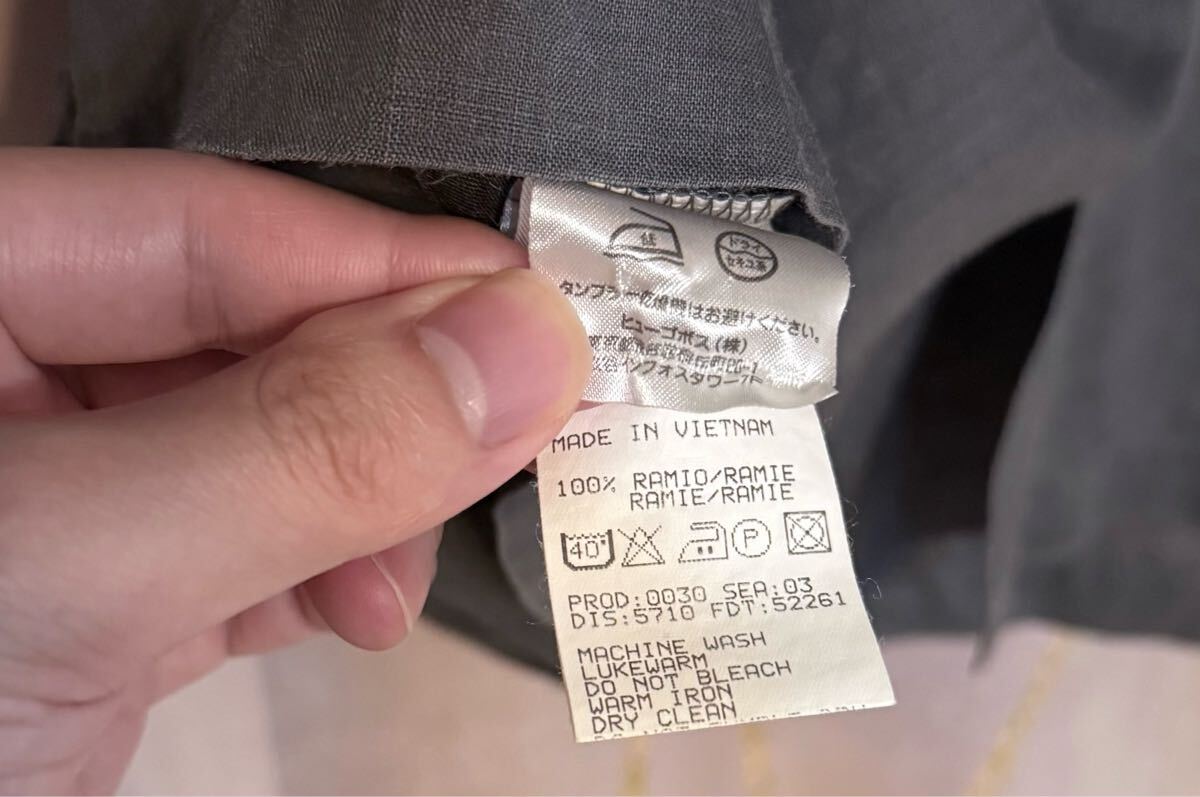 低
ドライ
セキユ系
タンブラー乾燥はお避けください。
ヒューゴボス(株)
MADE IN VIETNAM
100% RAMIO/RAMIE
RAMIE/RAMIE
40° P
PROD:0030 SEA:03
DIS:5710 FDT:52261
MACHINE WASH
LUKEWARM
DO NOT BLEACH
WARM IRON
DRY CLEAN